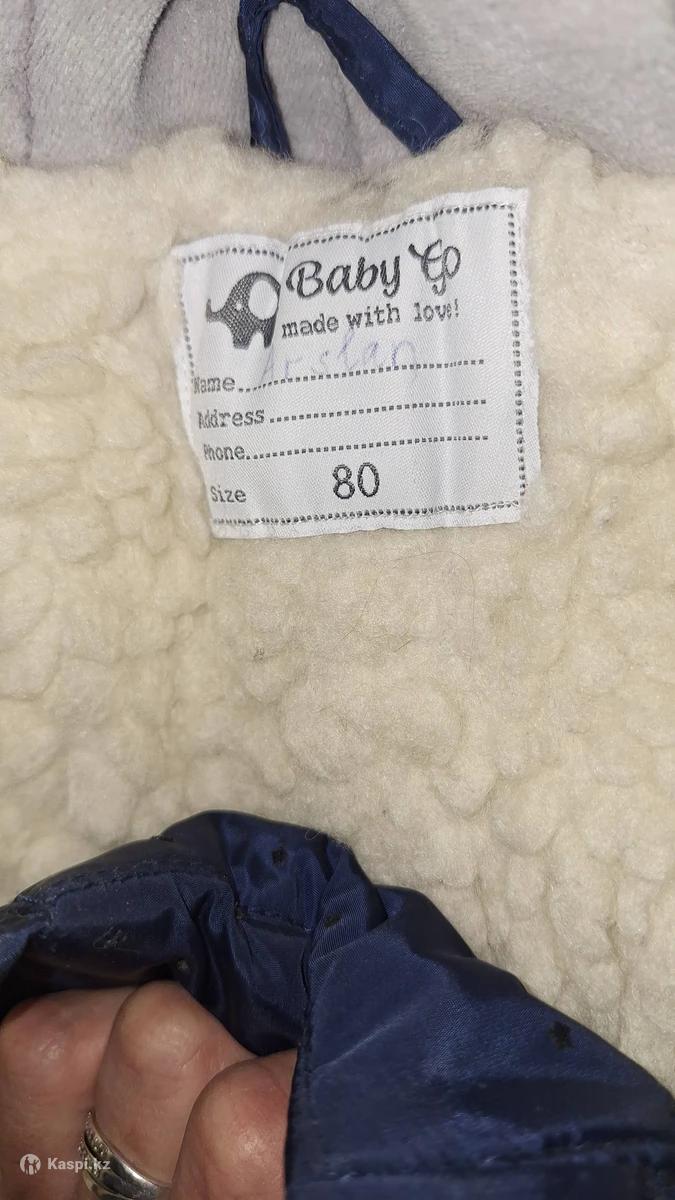 Baby Go
made with love!
Name Arslan
Address
Phone
Size 80
Kaspi.kz